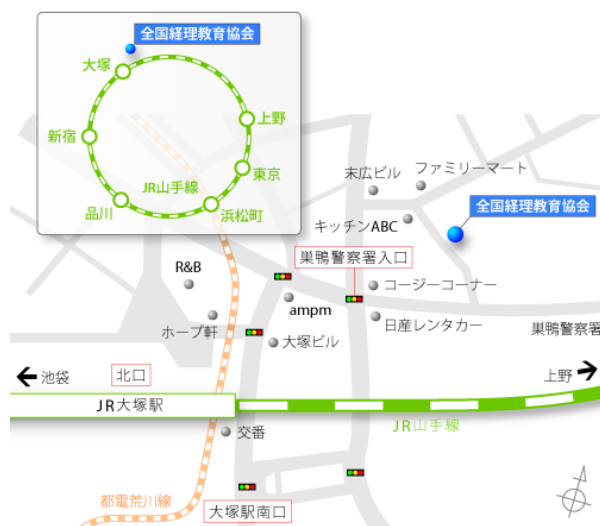 全国経理教育協会
大塚
上野
新宿
東京
JR山手線
品川
浜松町
末広ビル
ファミリーマート
全国経理教育協会
キッチンABC
巣鴨警察署入口
R&B
コージーコーナー
ampm
ホープ軒
日産レンタカー
巣鴨警察署
大塚ビル
池袋
北口
上野
JR大塚駅
JR山手線
交番
都電荒川線
大塚駅南口